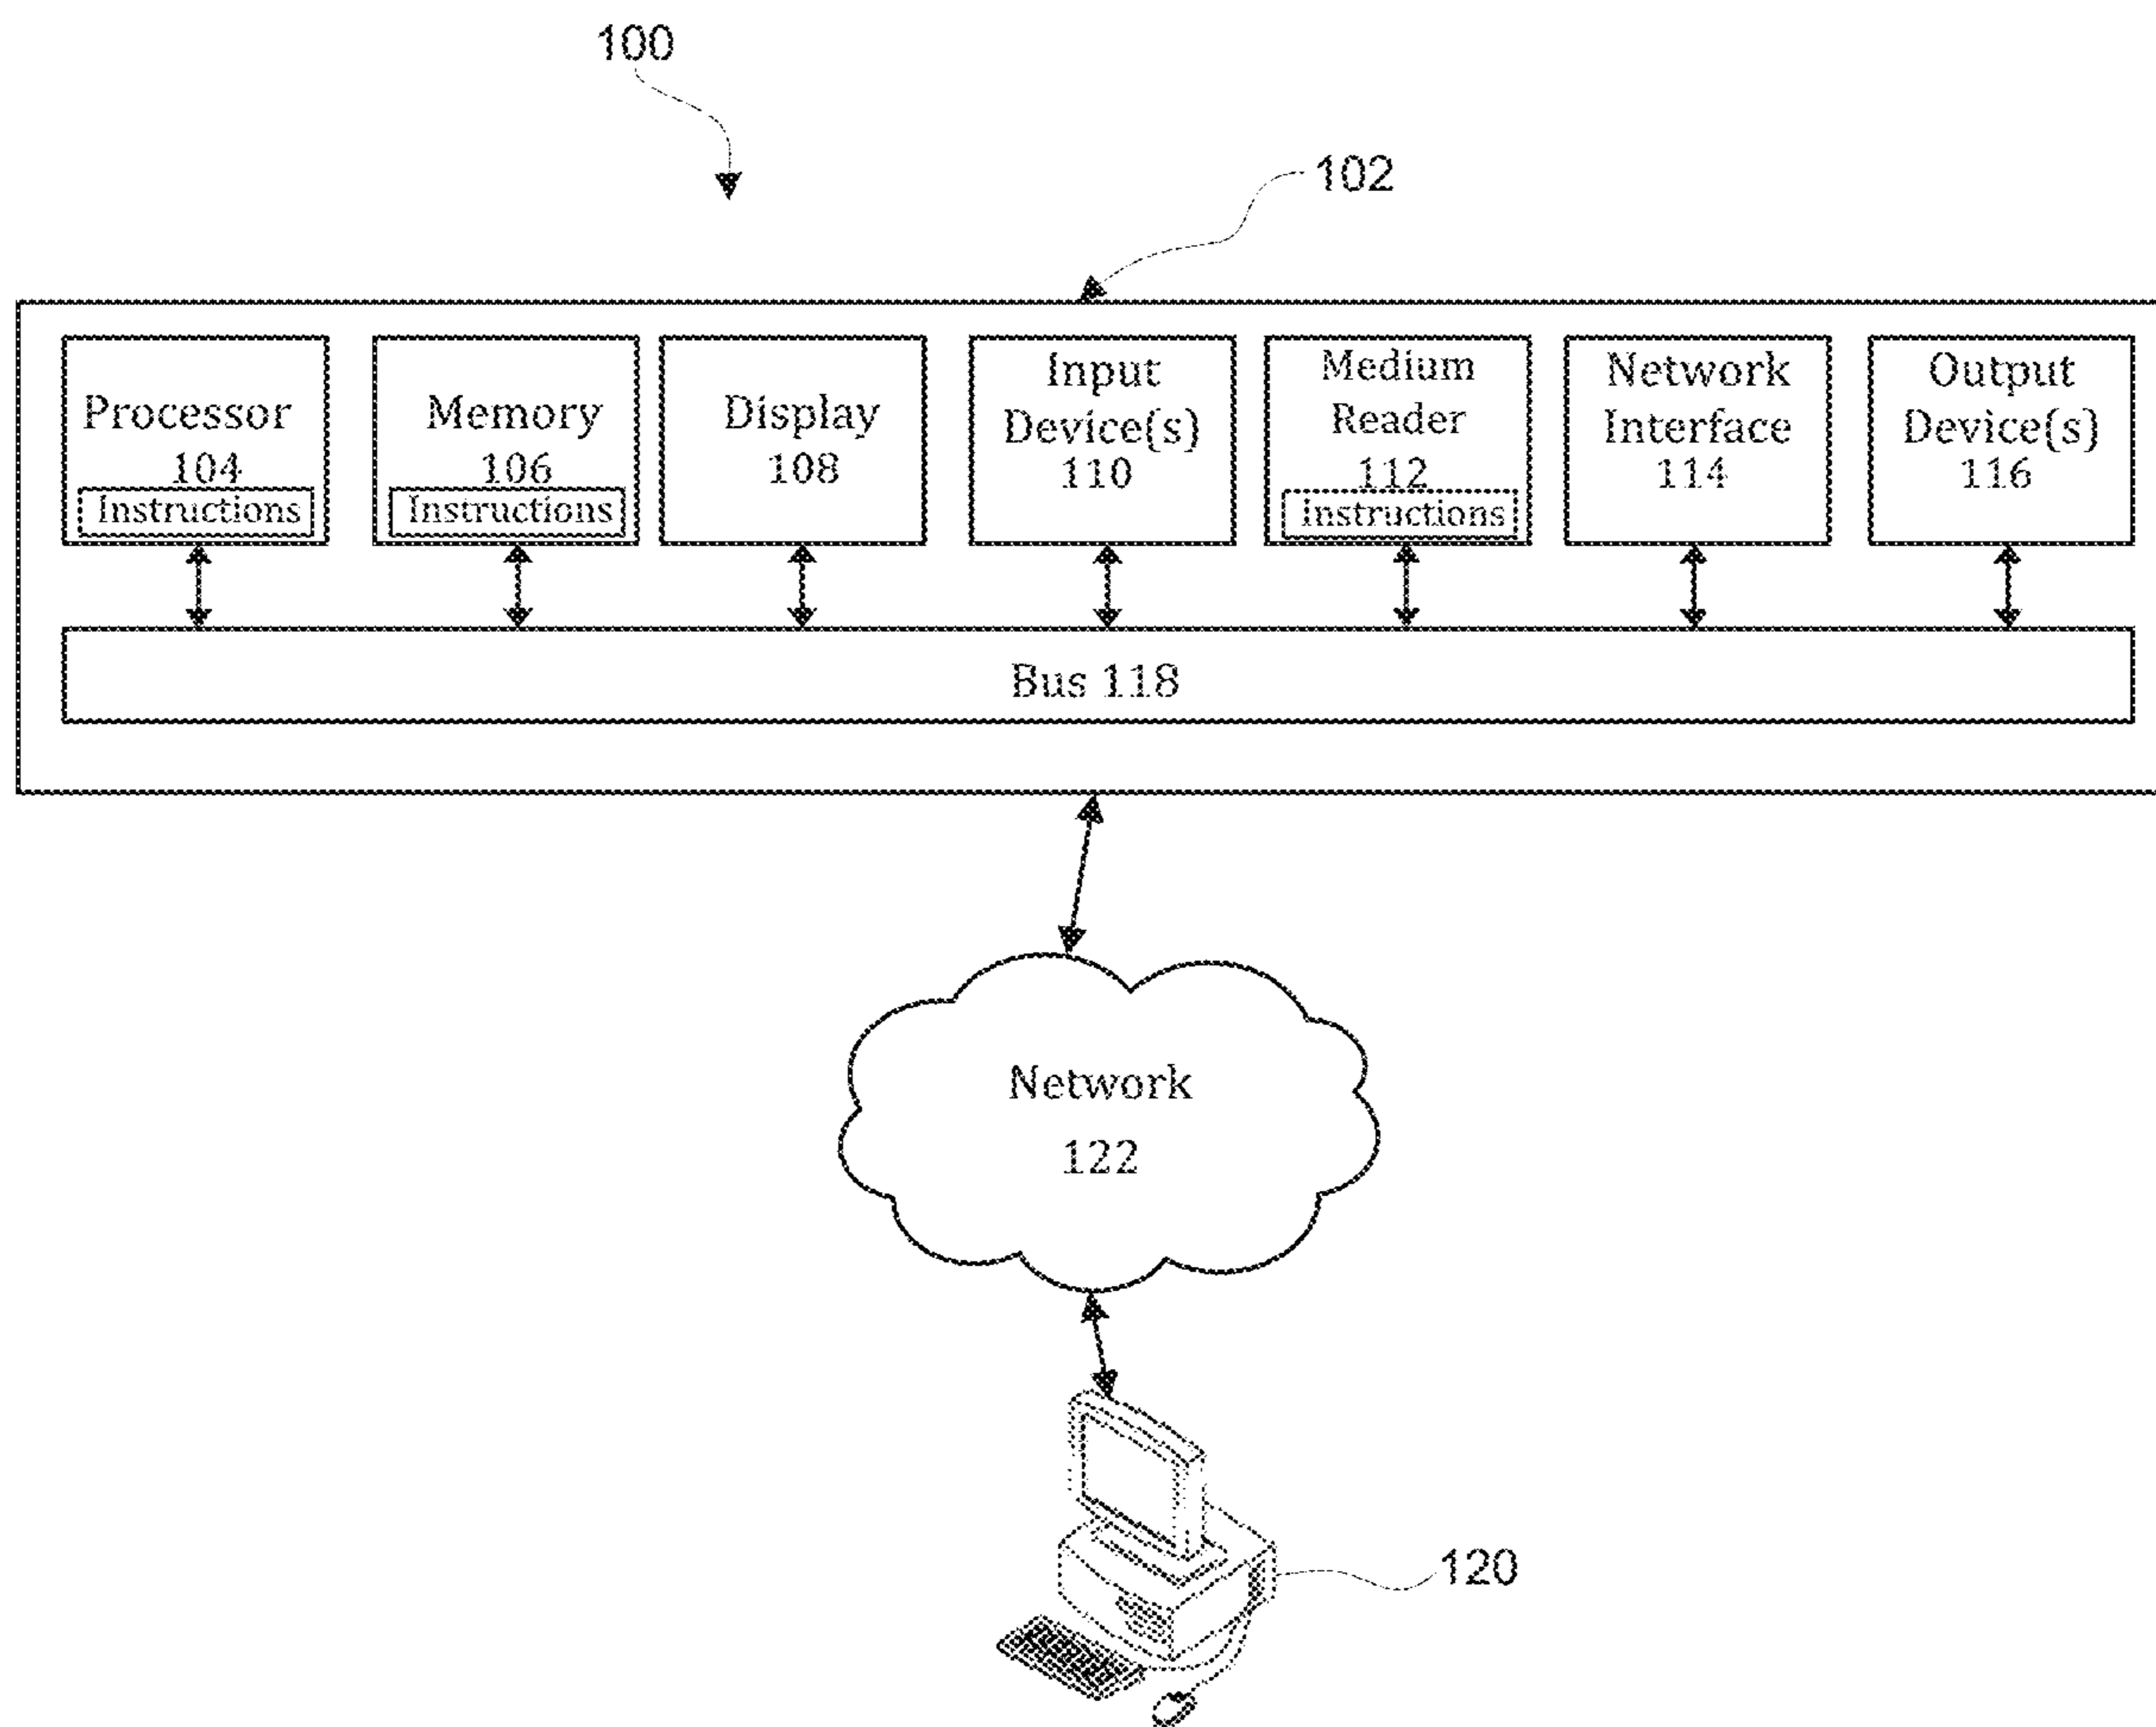 100
102
Processor
104
Instructions
Memory
106
Instructions
Display
108
Input
Device(s)
110
Medium
Reader
112
Instructions
Network
Interface
114
Output
Device(s)
116
Bus 118
Network
122
120